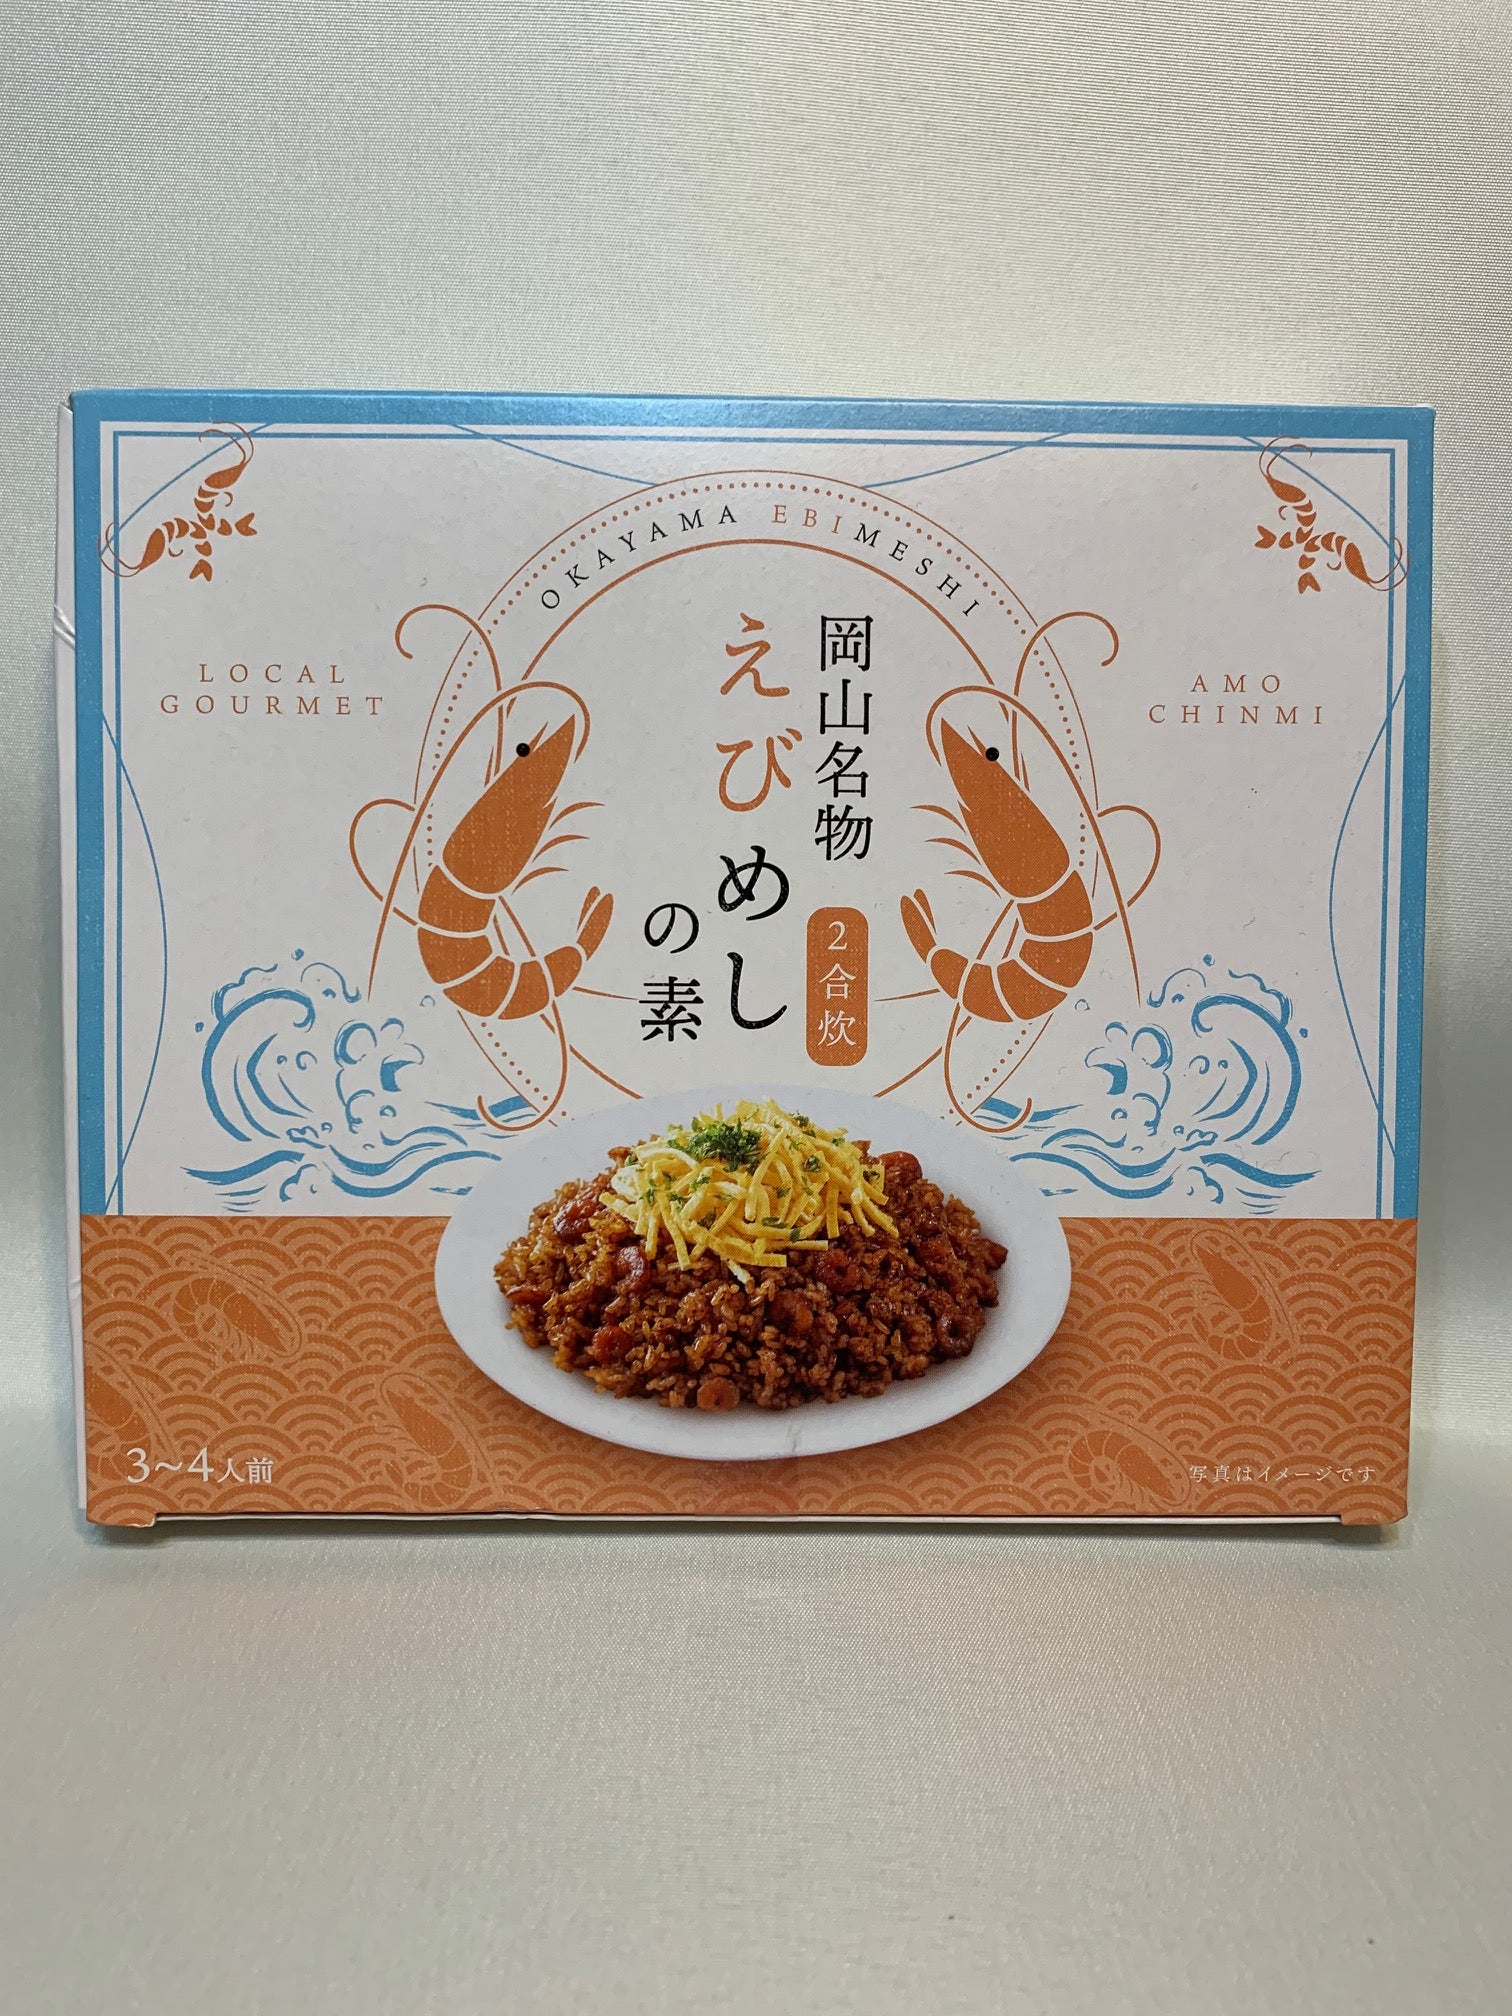 OKAYAMA EBIMESHI
LOCAL
GOURMET
AMO
CHINMI
岡山名物
2合炊
えびめし
の素
3〜4人前
写真はイメージです